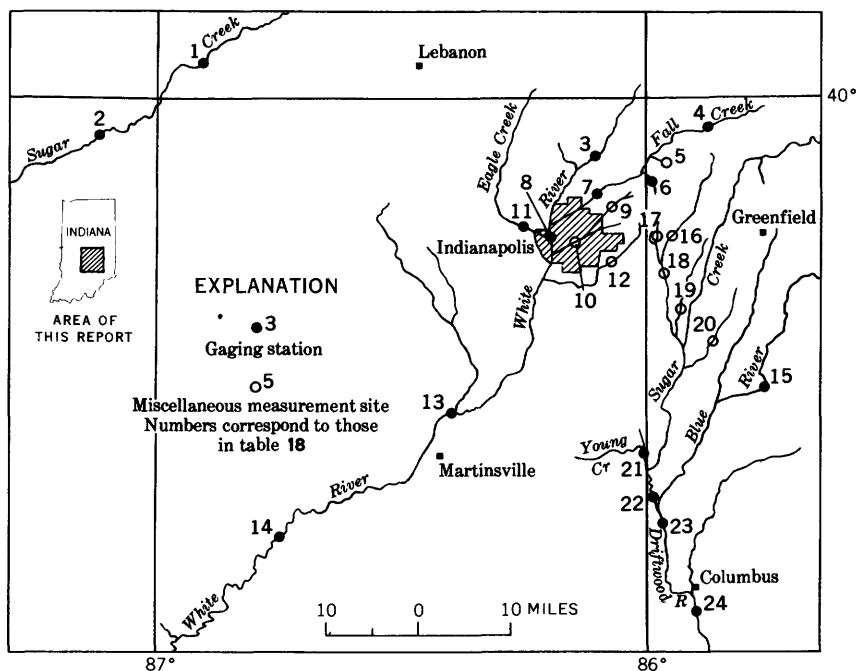 1
Creek
Lebanon
40°
2
Sugar
Eagle Creek
3
4
Fall
Creek
5
6
River
7
8
9
11
Indianapolis
10
12
17
16
18
19
20
Creek
Greenfield
INDIANA
AREA OF
THIS REPORT
EXPLANATION
3
Gaging station
5
Miscellaneous measurement site
Numbers correspond to those
in table 18
White
Sugar
Blue
River
15
13
Martinsville
Young
Cr
21
22
23
River
14
White
Driftwood
R
Columbus
24
10 0 10 MILES
87°
86°